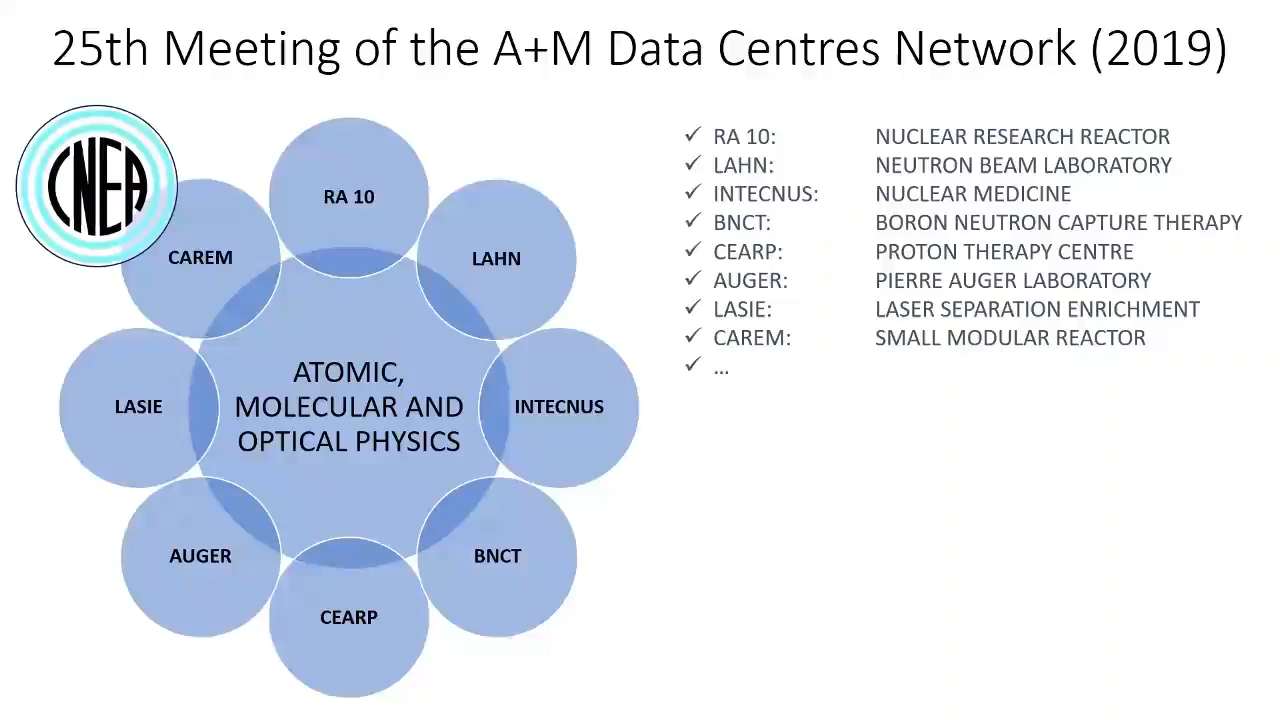 25th Meeting of the A+M Data Centres Network (2019)
CNEA
RA 10
CAREM
LAHN
LASIE
ATOMIC,
MOLECULAR AND
OPTICAL PHYSICS
INTECNUS
AUGER
BNCT
CEARP
✓ RA 10: NUCLEAR RESEARCH REACTOR
✓ LAHN: NEUTRON BEAM LABORATORY
✓ INTECNUS: NUCLEAR MEDICINE
✓ BNCT: BORON NEUTRON CAPTURE THERAPY
✓ CEARP: PROTON THERAPY CENTRE
✓ AUGER: PIERRE AUGER LABORATORY
✓ LASIE: LASER SEPARATION ENRICHMENT
✓ CAREM: SMALL MODULAR REACTOR
✓ ...